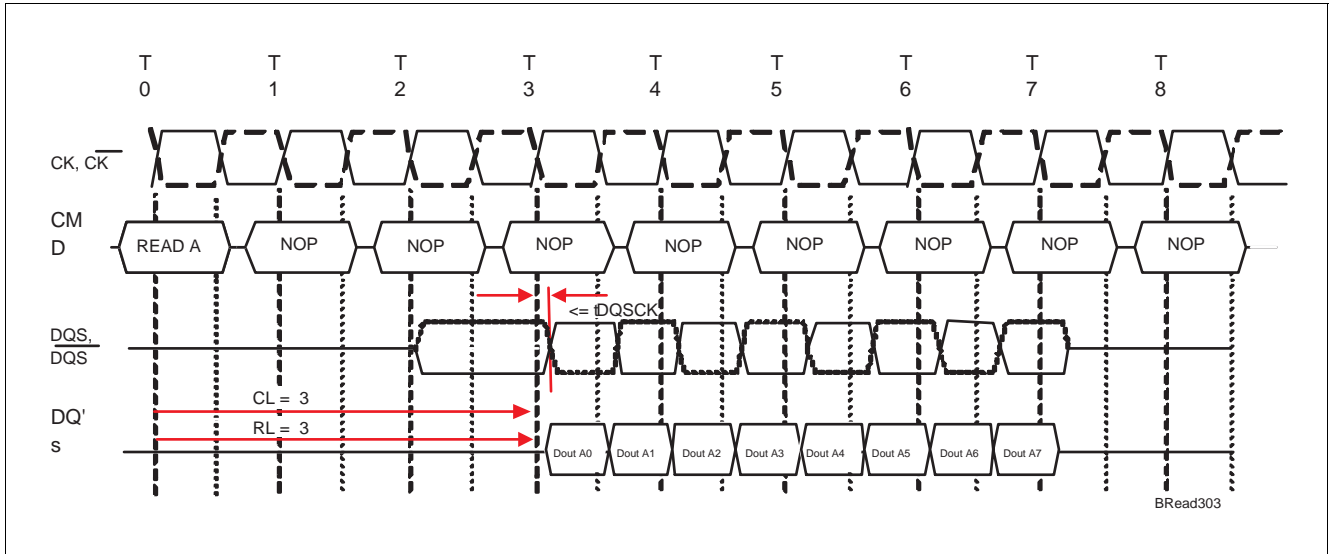 T T T T T T T T T
0 1 2 3 4 5 6 7 8
CK, CK
CM
D
READ A NOP NOP NOP NOP NOP NOP NOP NOP
<= tDQSCK
DQS,
DQS
CL = 3
DQ'
s
RL = 3
Dout A0 Dout A1 Dout A2 Dout A3 Dout A4 Dout A5 Dout A6 Dout A7
BRead303